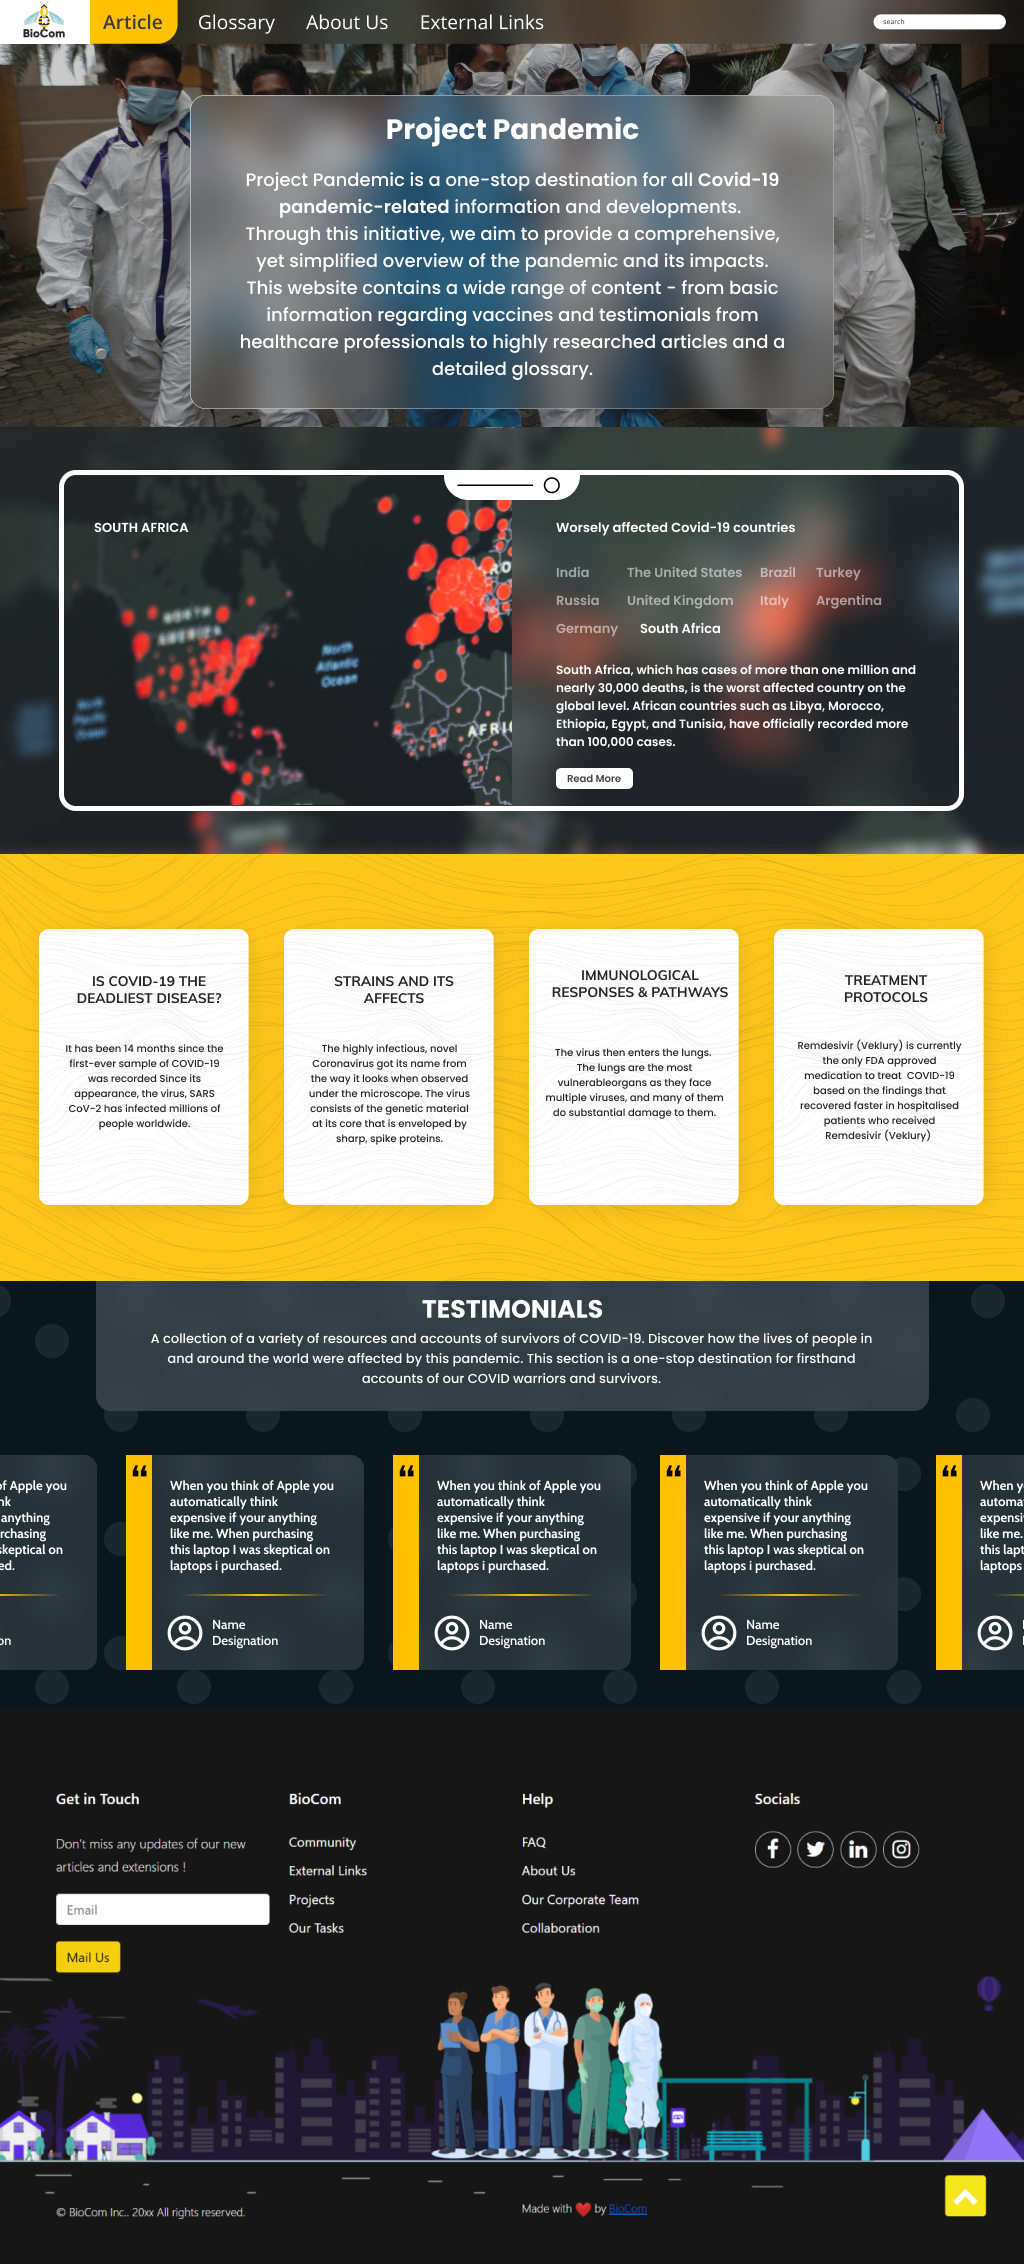 BioCom
Article
Glossary
About Us
External Links
search
Project Pandemic
Project Pandemic is a one-stop destination for all Covid-19
pandemic-related information and developments.
Through this initiative, we aim to provide a comprehensive,
yet simplified overview of the pandemic and its impacts.
This website contains a wide range of content - from basic
information regarding vaccines and testimonials from
healthcare professionals to highly researched articles and a
detailed glossary.
SOUTH AFRICA
NORTH
AMERICA
North
Atlantic
Ocean
North
Pacific
Ocean
AFRI
Worsely affected Covid-19 countries
India The United States Brazil Turkey
Russia United Kingdom Italy Argentina
Germany South Africa
South Africa, which has cases of more than one million and
nearly 30,000 deaths, is the worst affected country on the
global level. African countries such as Libya, Morocco,
Ethiopia, Egypt, and Tunisia, have officially recorded more
than 100,000 cases.
Read More
IS COVID-19 THE
DEADLIEST DISEASE?
It has been 14 months since the
first-ever sample of COVID-19
was recorded Since its
appearance, the virus, SARS
CoV-2 has infected millions of
people worldwide.
STRAINS AND ITS
AFFECTS
The highly infectious, novel
Coronavirus got its name from
the way it looks when observed
under the microscope. The virus
consists of the genetic material
at its core that is enveloped by
sharp, spike proteins.
IMMUNOLOGICAL
RESPONSES & PATHWAYS
The virus then enters the lungs.
The lungs are the most
vulnerableorgans as they face
multiple viruses, and many of them
do substantial damage to them.
TREATMENT
PROTOCOLS
Remdesivir (Veklury) is currently
the only FDA approved
medication to treat COVID-19
based on the findings that
recovered faster in hospitalised
patients who received
Remdesivir (Veklury)
TESTIMONIALS
A collection of a variety of resources and accounts of survivors of COVID-19. Discover how the lives of people in
and around the world were affected by this pandemic. This section is a one-stop destination for firsthand
accounts of our COVID warriors and survivors.
of Apple you
nk
anything
rchasing
skeptical on
ed.
on
“
When you think of Apple you
automatically think
expensive if your anything
like me. When purchasing
this laptop I was skeptical on
laptops i purchased.
Name
Designation
“
When you think of Apple you
automatically think
expensive if your anything
like me. When purchasing
this laptop I was skeptical on
laptops i purchased.
Name
Designation
“
When you think of Apple you
automatically think
expensive if your anything
like me. When purchasing
this laptop I was skeptical on
laptops i purchased.
Name
Designation
“
When y
automa
expensi
like me.
this lapt
laptops
Get in Touch
Don't miss any updates of our new
articles and extensions !
Email
Mail Us
BioCom
Community
External Links
Projects
Our Tasks
Help
FAQ
About Us
Our Corporate Team
Collaboration
Socials
© BioCom Inc.. 20xx All rights reserved.
Made with ❤ by BioCom